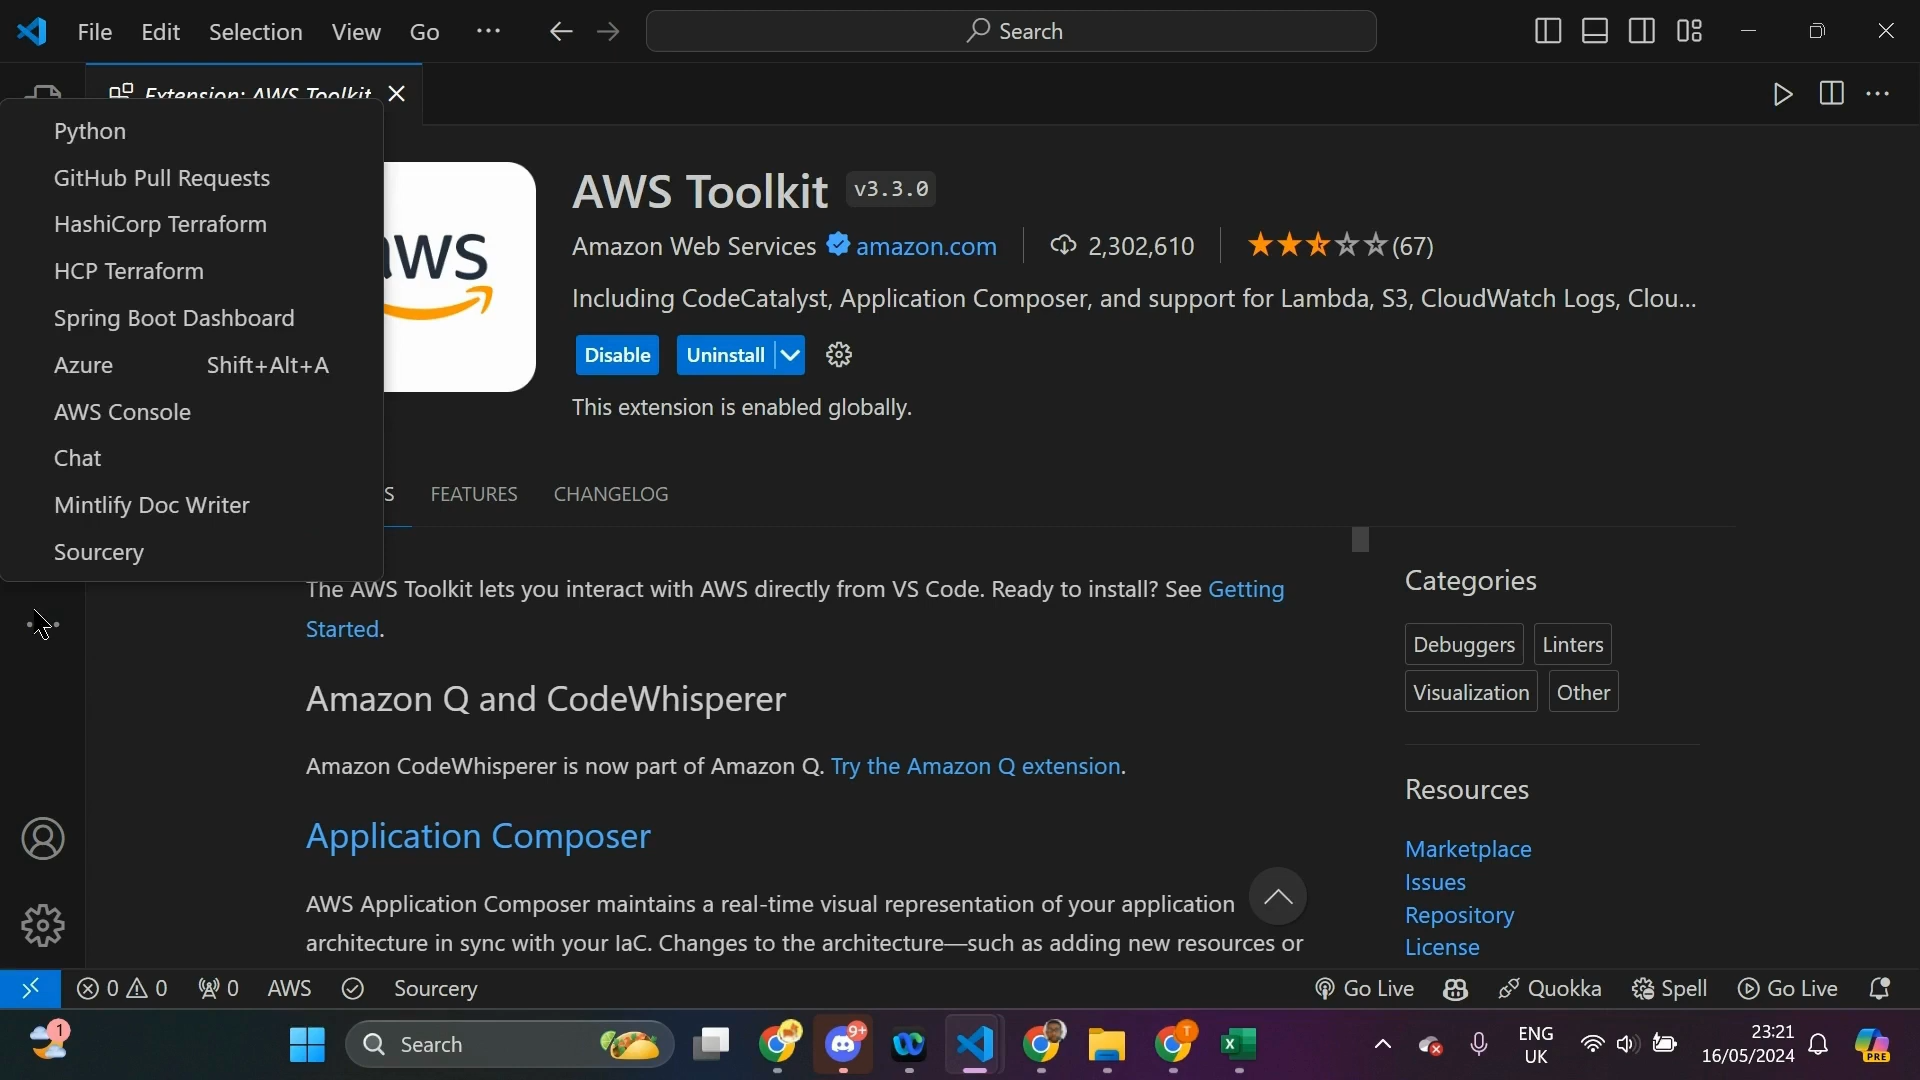 File Edit Selection View Go ··· Search
Extension: AWS Toolkit
Python
GitHub Pull Requests
HashiCorp Terraform
HCP Terraform
Spring Boot Dashboard
Azure Shift+Alt+A
AWS Console
Chat
Mintlify Doc Writer
Sourcery
aws
AWS Toolkit v3.3.0
Amazon Web Services amazon.com 2,302,610 (67)
Including CodeCatalyst, Application Composer, and support for Lambda, S3, CloudWatch Logs, Clou...
Disable Uninstall
This extension is enabled globally.
S FEATURES CHANGELOG
The AWS Toolkit lets you interact with AWS directly from VS Code. Ready to install? See Getting
Started.
Amazon Q and CodeWhisperer
Amazon CodeWhisperer is now part of Amazon Q. Try the Amazon Q extension.
Application Composer
AWS Application Composer maintains a real-time visual representation of your application
architecture in sync with your IaC. Changes to the architecture—such as adding new resources or
Categories
Debuggers Linters
Visualization Other
Resources
Marketplace
Issues
Repository
License
0 0 0 AWS Sourcery Go Live Quokka Spell Go Live
1 Search 9+ T ENG 23:21
UK 16/05/2024 PRE